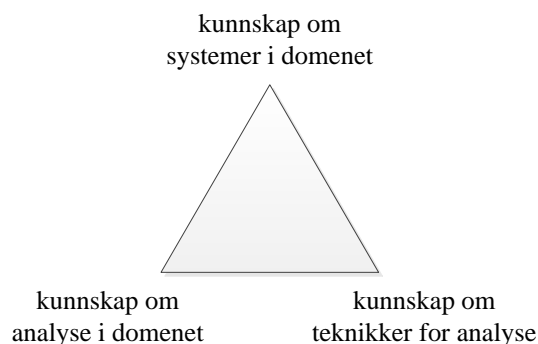 kunnskap om
systemer i domenet
kunnskap om
analyse i domenet
kunnskap om
teknikker for analyse